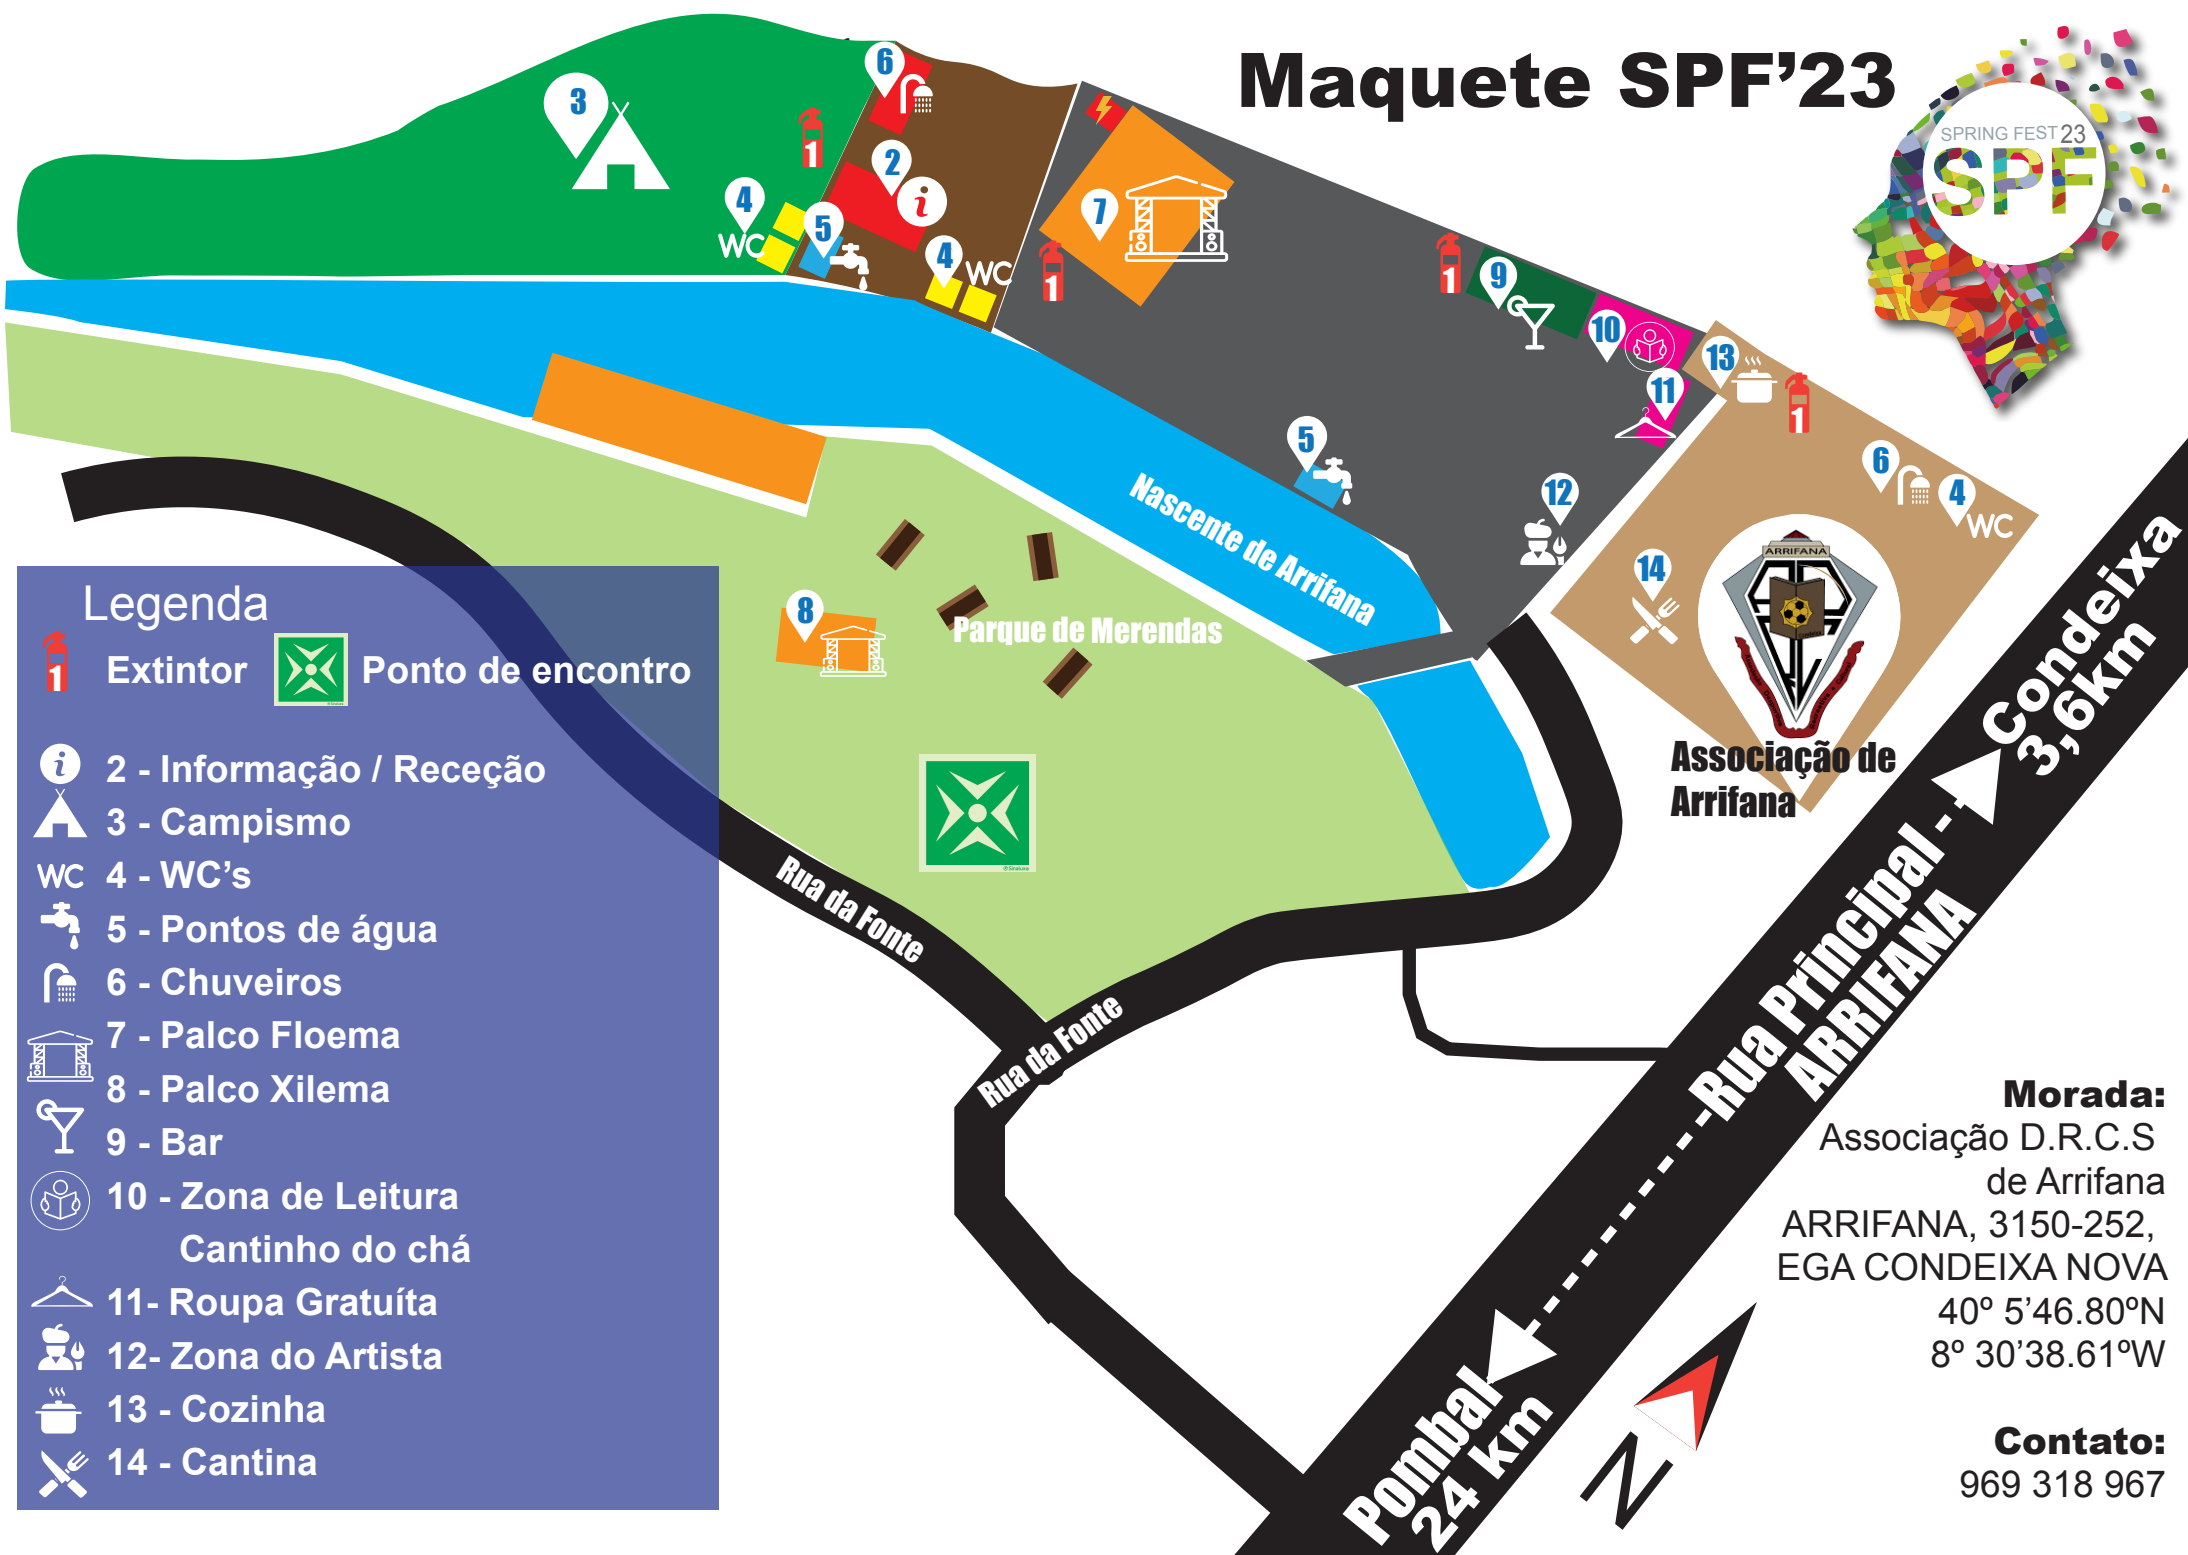 Maquete SPF’23
SPRING FEST 23
SPF
6
3
1
2
i
4
WC
5
4
WC
7
1
1
9
10
13
11
1
5
12
6
4
WC
14
ARRIFANA
Nascente de Arrifana
Parque de Merendas
8
Associação de
Arrifana
Condeixa
3,6km
Rua Principal
ARRIFANA
Rua da Fonte
Rua da Fonte
Pombal
24 km
N
Legenda
1
Extintor
Ponto de encontro
i
2 - Informação / Receção
3 - Campismo
WC
4 - WC’s
5 - Pontos de água
6 - Chuveiros
7 - Palco Floema
8 - Palco Xilema
9 - Bar
10 - Zona de Leitura
Cantinho do chá
11- Roupa Gratuíta
12- Zona do Artista
13 - Cozinha
14 - Cantina
Morada:
Associação D.R.C.S
de Arrifana
ARRIFANA, 3150-252,
EGA CONDEIXA NOVA
40º 5’46.80ºN
8º 30’38.61ºW
Contato:
969 318 967